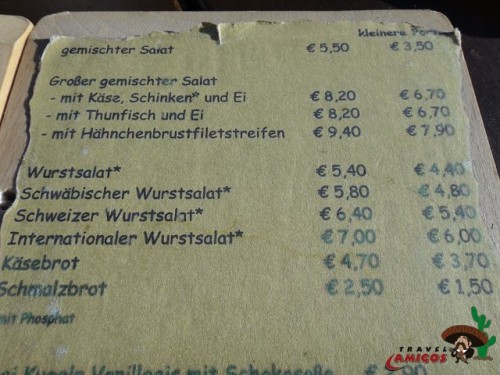 kleinere
gemischter Salat € 5,50 € 3,50
Großer gemischter Salat
- mit Käse, Schinken* und Ei € 8,20 € 6,70
- mit Thunfisch und Ei € 8,20 € 6,70
- mit Hähnchenbrustfiletstreifen € 9,40 € 7,90
Wurstsalat* € 5,40 € 4,40
Schwäbischer Wurstsalat* € 5,80 € 4,80
Schweizer Wurstsalat* € 6,40 € 5,40
Internationaler Wurstsalat* € 7,00 € 6,00
Käsebrot € 4,70 € 3,70
Schmalzbrot € 2,50 € 1,50
mit Phosphat
Kugeln Vanilleeis mit €
TRAVEL
AMIGOS